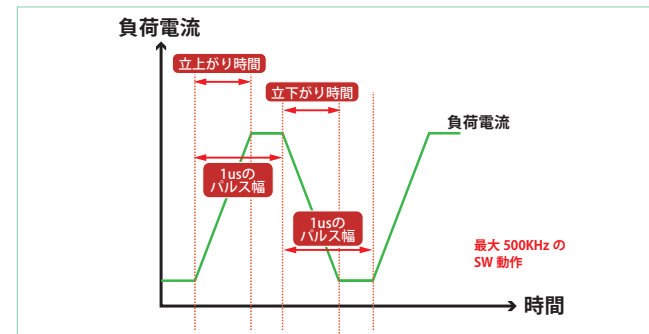 負荷電流
立上がり時間
立下がり時間
負荷電流
1usの
パルス幅
1usの
パルス幅
最大 500KHz の
SW 動作
時間